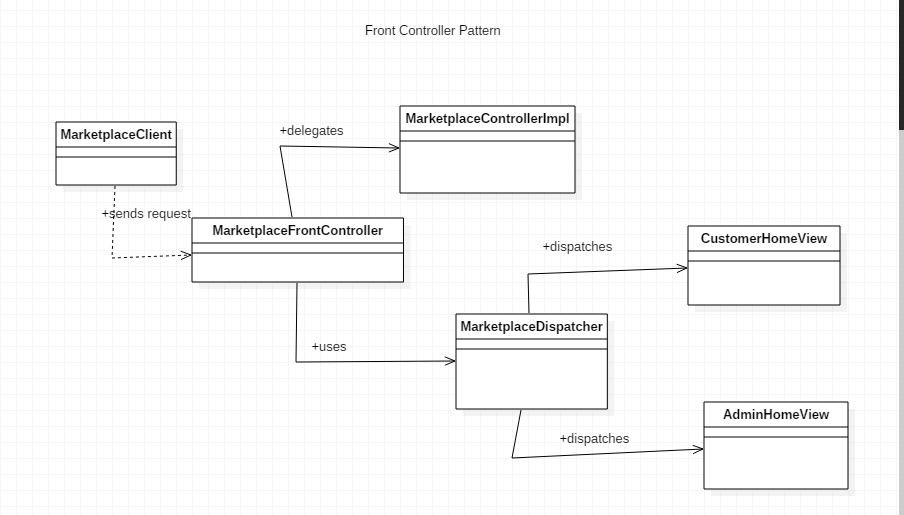 Front Controller Pattern
MarketplaceClient
+delegates
MarketplaceControllerImpl
+sends request
MarketplaceFrontController
+dispatches
CustomerHomeView
+uses
MarketplaceDispatcher
+dispatches
AdminHomeView